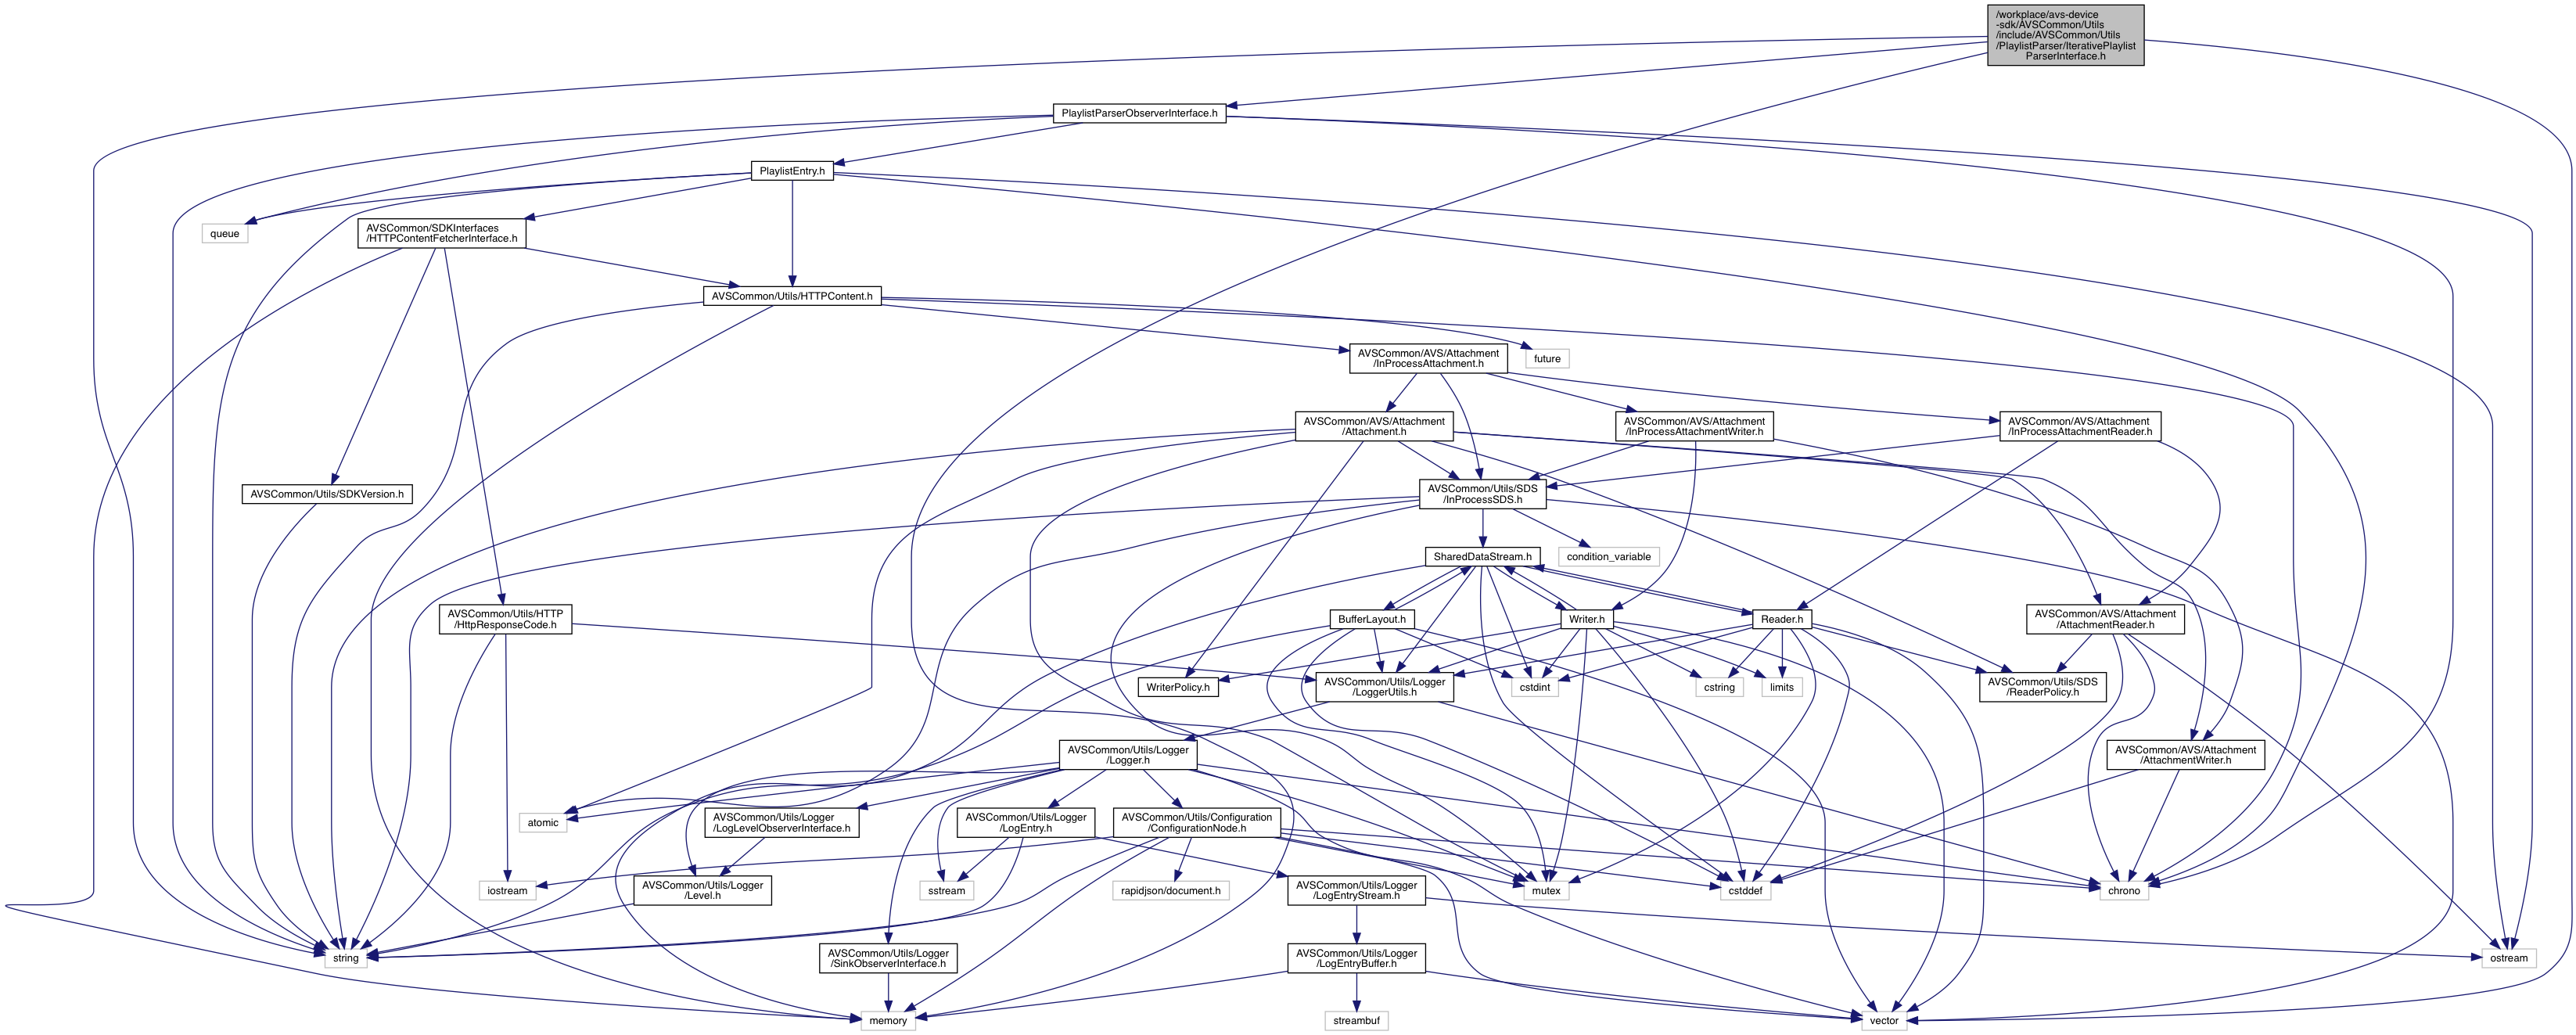 /workplace/avs-device
-sdk/AVSCommon/Utils
/include/AVSCommon/Utils
/PlaylistParser/IterativePlaylist
ParserInterface.h
PlaylistParserObserverInterface.h
PlaylistEntry.h
queue
AVSCommon/SDKInterfaces
/HTTPContentFetcherInterface.h
AVSCommon/Utils/HTTPContent.h
AVSCommon/AVS/Attachment
/InProcessAttachment.h
future
AVSCommon/AVS/Attachment
/Attachment.h
AVSCommon/AVS/Attachment
/InProcessAttachmentWriter.h
AVSCommon/AVS/Attachment
/InProcessAttachmentReader.h
AVSCommon/Utils/SDKVersion.h
AVSCommon/Utils/SDS
/InProcessSDS.h
SharedDataStream.h
condition_variable
AVSCommon/Utils/HTTP
/HttpResponseCode.h
BufferLayout.h
Writer.h
Reader.h
AVSCommon/AVS/Attachment
/AttachmentReader.h
WriterPolicy.h
AVSCommon/Utils/Logger
/LoggerUtils.h
cstdint
cstring
limits
AVSCommon/Utils/SDS
/ReaderPolicy.h
AVSCommon/Utils/Logger
/Logger.h
AVSCommon/AVS/Attachment
/AttachmentWriter.h
atomic
AVSCommon/Utils/Logger
/LogLevelObserverInterface.h
AVSCommon/Utils/Logger
/LogEntry.h
AVSCommon/Utils/Configuration
/ConfigurationNode.h
iostream
AVSCommon/Utils/Logger
/Level.h
sstream
rapidjson/document.h
AVSCommon/Utils/Logger
/LogEntryStream.h
mutex
cstddef
chrono
string
AVSCommon/Utils/Logger
/SinkObserverInterface.h
AVSCommon/Utils/Logger
/LogEntryBuffer.h
ostream
memory
streambuf
vector